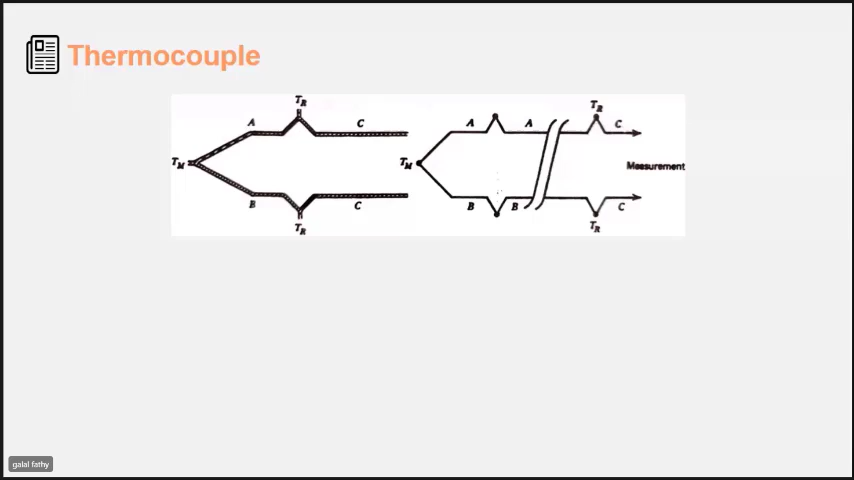 Thermocouple
T_R
A C
T_M
B C
T_R
T_R
A A C
T_M
Measurement
B B C
T_R
galal fathy